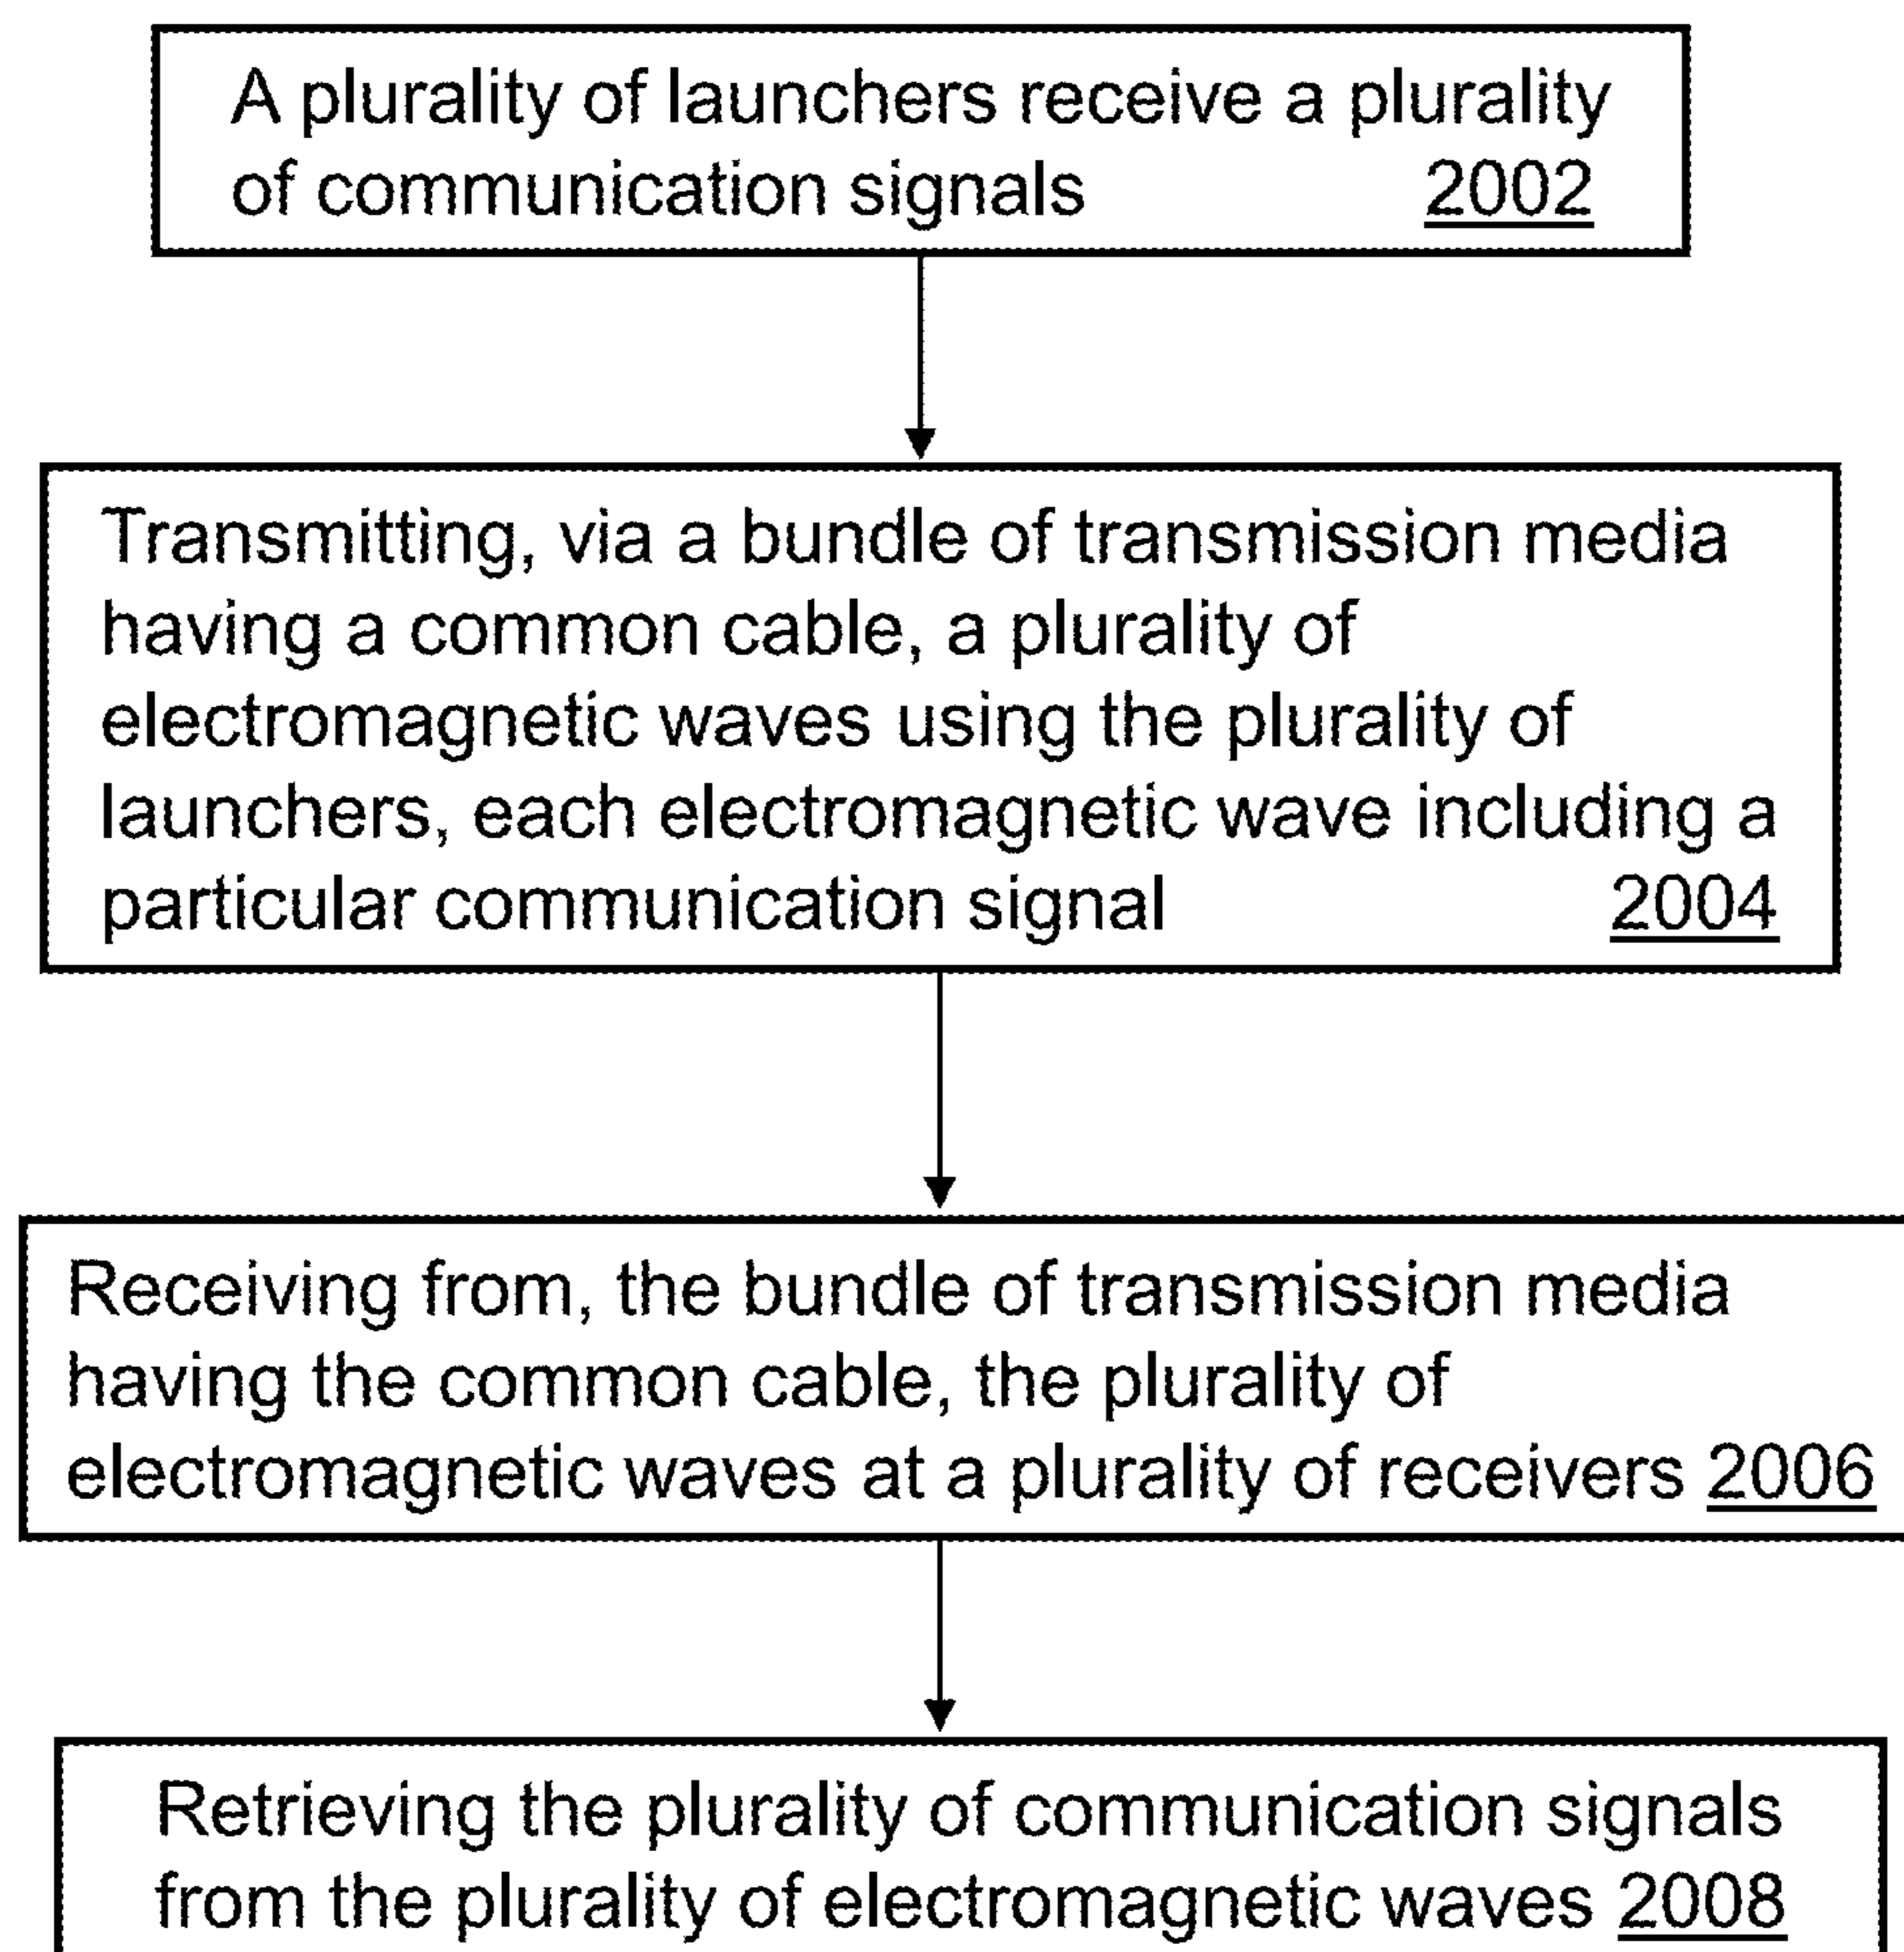 A plurality of launchers receive a plurality
of communication signals 2002
Transmitting, via a bundle of transmission media
having a common cable, a plurality of
electromagnetic waves using the plurality of
launchers, each electromagnetic wave including a
particular communication signal 2004
Receiving from, the bundle of transmission media
having the common cable, the plurality of
electromagnetic waves at a plurality of receivers 2006
Retrieving the plurality of communication signals
from the plurality of electromagnetic waves 2008